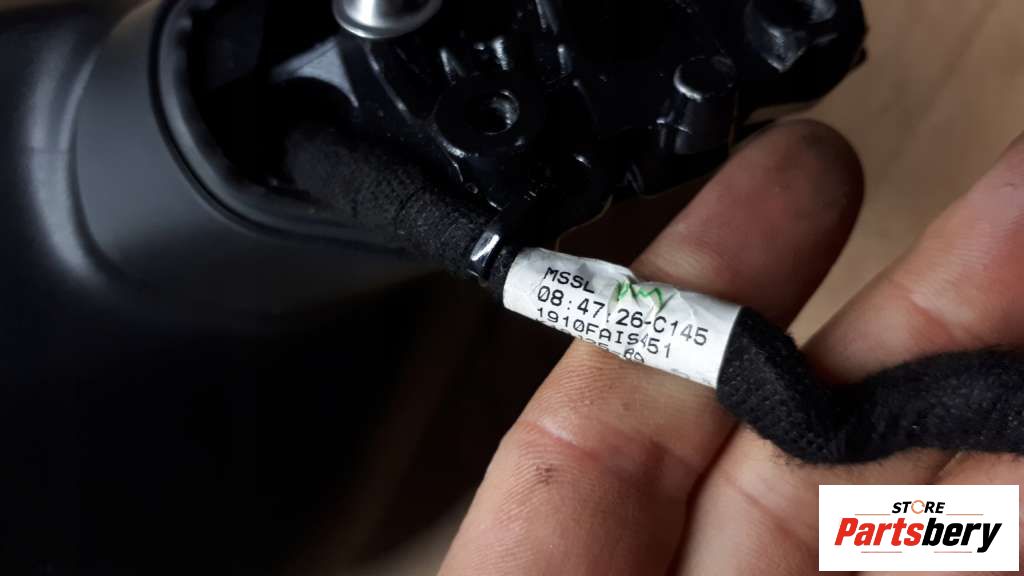 MSSL
08:47:26-C145
1910FAIS451
STORE
Partsbery